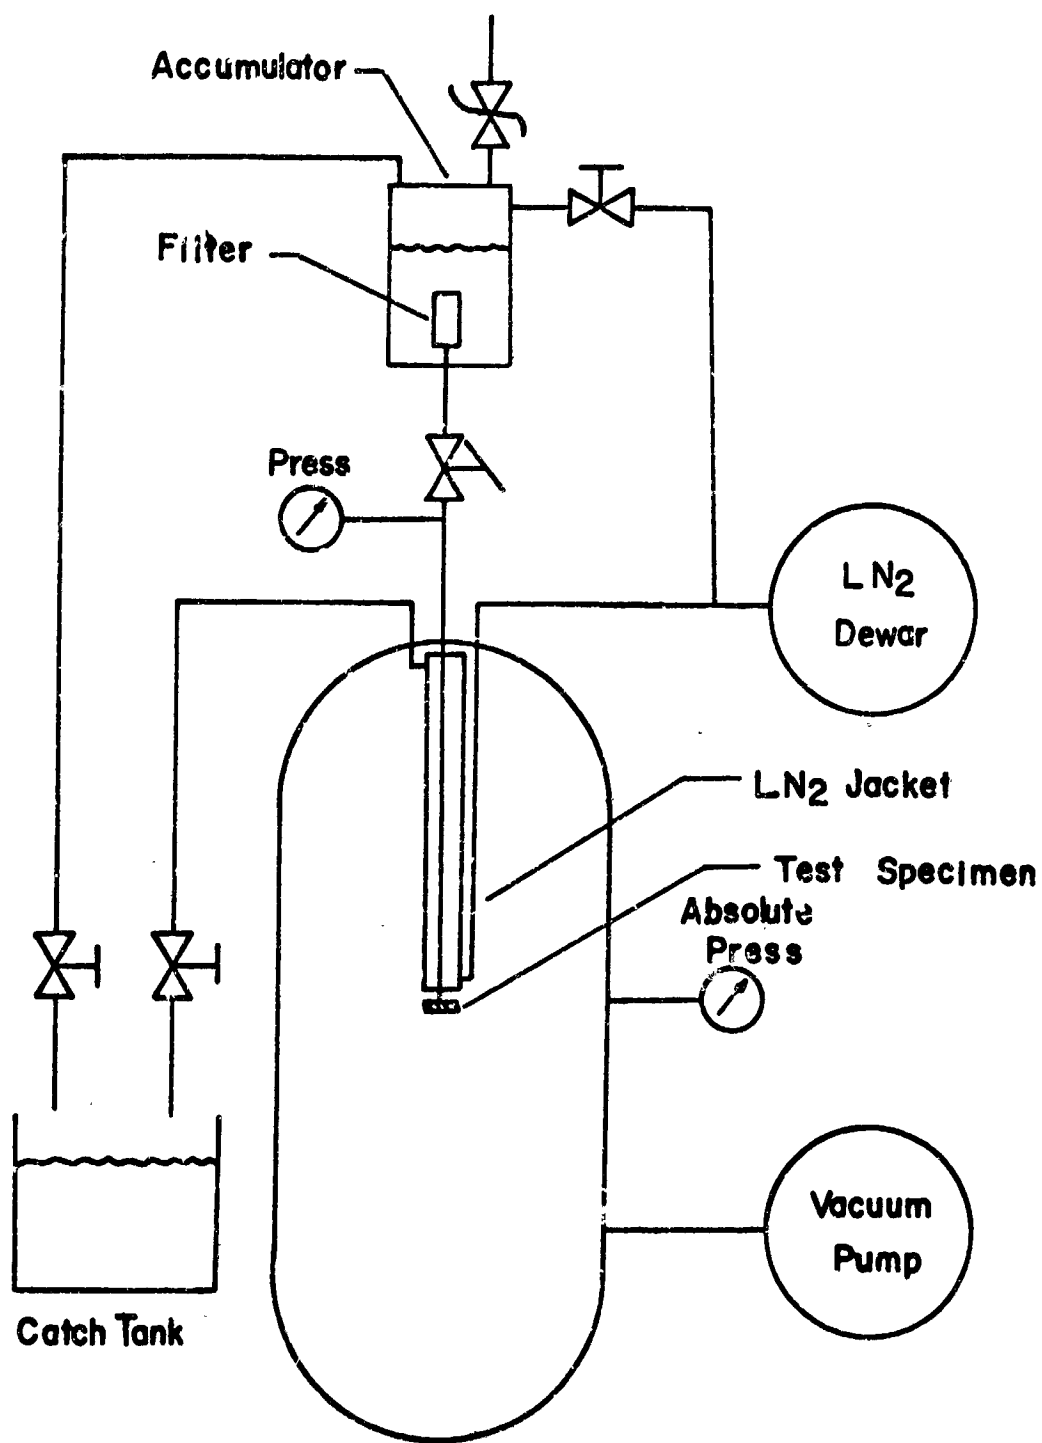 Accumulator
Filter
Press
LN2
Dewar
LN2 Jacket
Test Specimen
Absolute
Press
Vacuum
Pump
Catch Tank